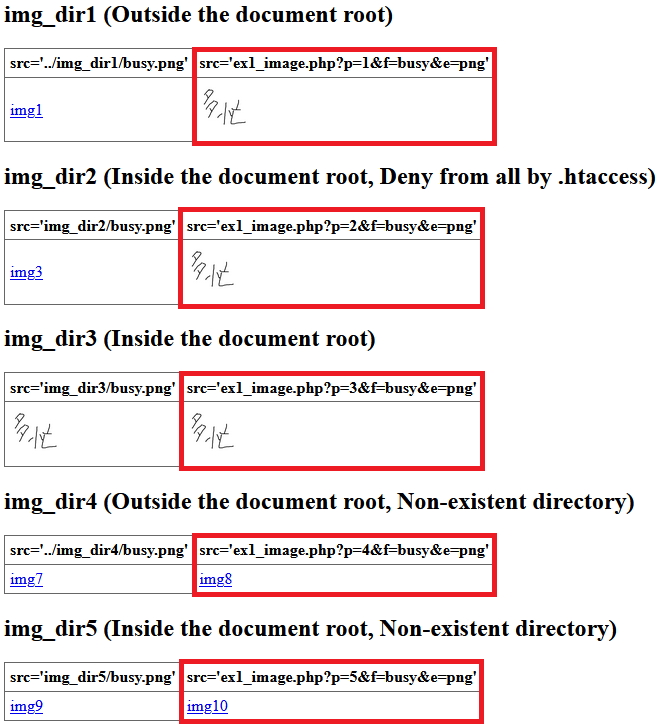 img_dir1 (Outside the document root)
src='../img_dir1/busy.png' src='ex1_image.php?p=1&f=busy&e=png'
img1 多忙
img_dir2 (Inside the document root, Deny from all by .htaccess)
src='img_dir2/busy.png' src='ex1_image.php?p=2&f=busy&e=png'
img3 多忙
img_dir3 (Inside the document root)
src='img_dir3/busy.png' src='ex1_image.php?p=3&f=busy&e=png'
多忙 多忙
img_dir4 (Outside the document root, Non-existent directory)
src='../img_dir4/busy.png' src='ex1_image.php?p=4&f=busy&e=png'
img7 img8
img_dir5 (Inside the document root, Non-existent directory)
src='img_dir5/busy.png' src='ex1_image.php?p=5&f=busy&e=png'
img9 img10